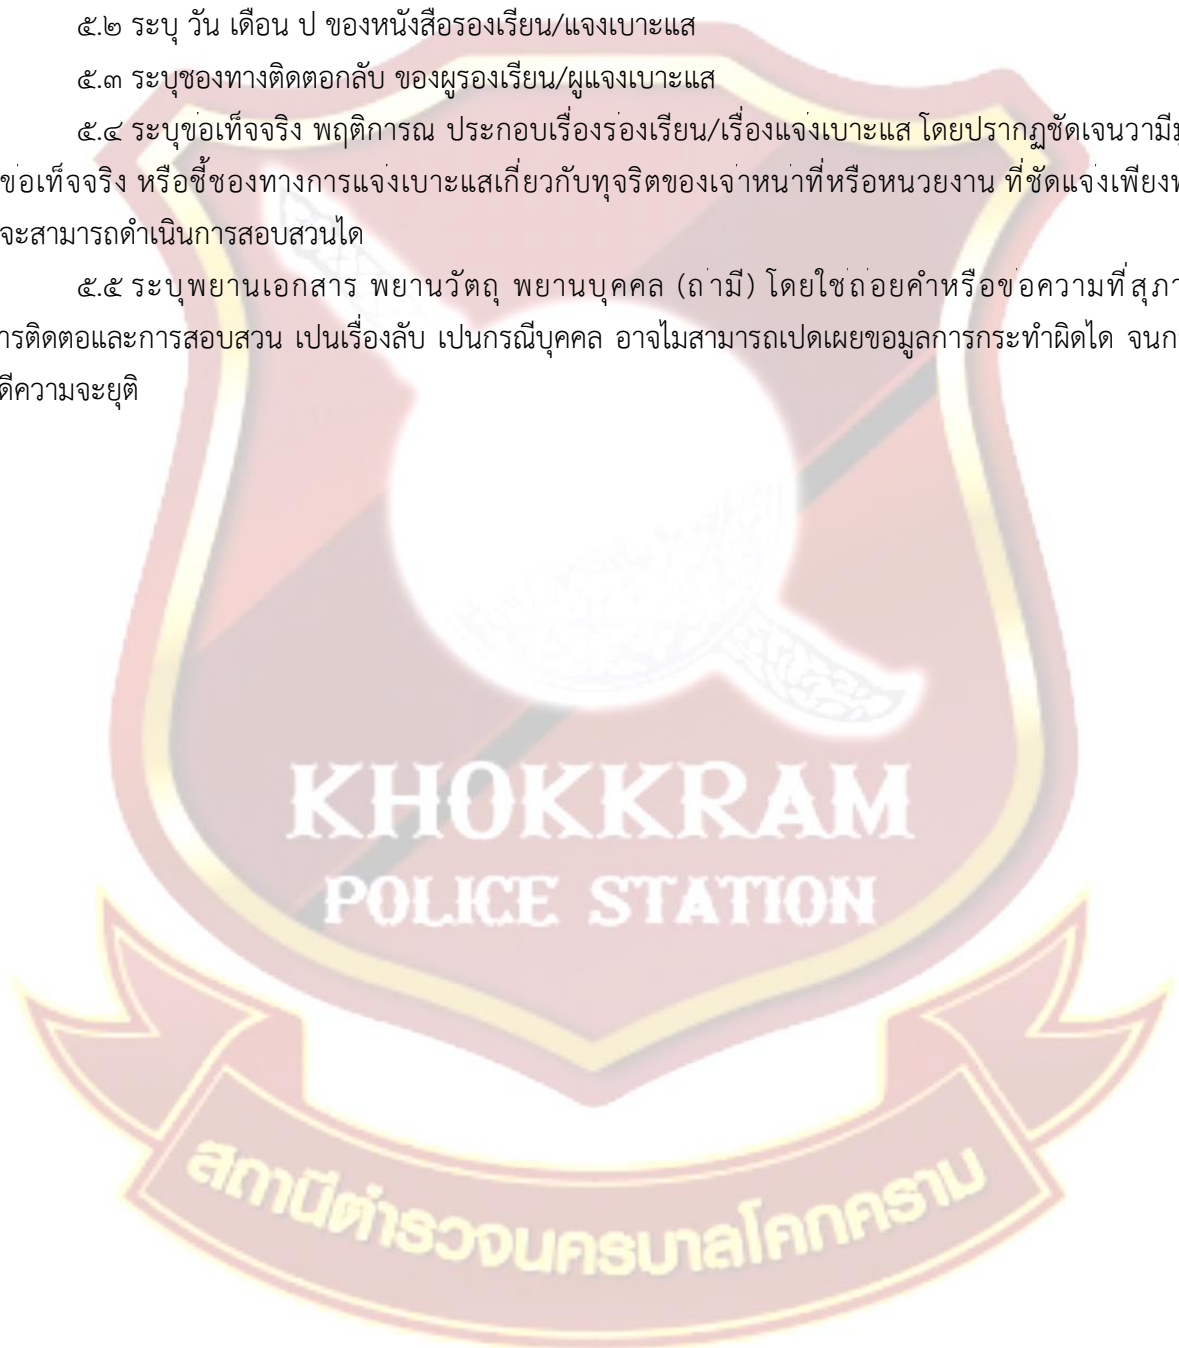 ๕.๒ ระบุ วัน เดือน ป ของหนังสือรองเรียน/แจงเบาะแส
๕.๓ ระบุชองทางติดตอกลับ ของผูรองเรียน/ผูแจงเบาะแส
๕.๔ ระบุข่อเท็จจริง พฤติการณ ประกอบเรื่องร่องเรียน/เรื่องแจ่งเบาะแส โดยปรากฏชัดเจนวามีมู
ข่อเท็จจริง หรือชี้ชองทางการแจ่งเบาะแสเกี่ยวกับทุจริตของเจ่าหน่าที่หรือหนวยงาน ที่ชัดแจ่งเพียงพ
จะสามารถดำเนินการสอบสวนได
๕.๕ ระบุพยานเอกสาร พยานวัตถุ พยานบุคคล (ถ่ามี) โดยใช่ถ่อยคำหรือข่อความที่สุภา
ารติดตอและการสอบสวน เปนเรื่องลับ เปนกรณีบุคคล อาจไมสามารถเปดเผยขอมูลการกระทำผิดได จนกร
ดีความจะยุติ
KHOKKRAM
POLICE STATION
สถานีตำรวจนครบาลโคกคราม